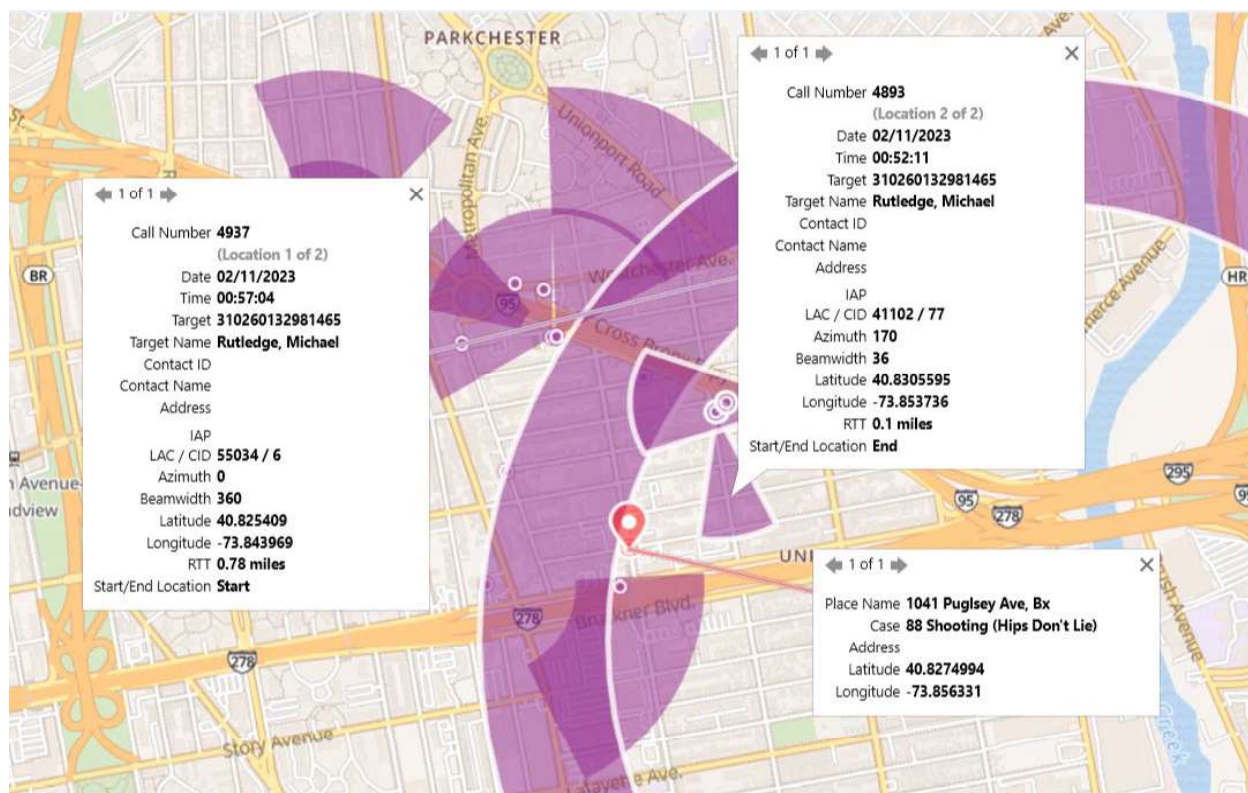 PARKCHESTER
Metropolitan Ave.
Unionport Road
Westchester Ave.
95
Cross Bronx Expy
BR
HR
295
95
278
278
278
278
Bruckner Blvd.
Story Avenue
Lafayette Ave.
Creek
1 of 1
Call Number 4937
(Location 1 of 2)
Date 02/11/2023
Time 00:57:04
Target 310260132981465
Target Name Rutledge, Michael
Contact ID
Contact Name
Address
IAP
LAC / CID 55034 / 6
Azimuth 0
Beamwidth 360
Latitude 40.825409
Longitude -73.843969
RTT 0.78 miles
Start/End Location Start
1 of 1
Call Number 4893
(Location 2 of 2)
Date 02/11/2023
Time 00:52:11
Target 310260132981465
Target Name Rutledge, Michael
Contact ID
Contact Name
Address
IAP
LAC / CID 41102 / 77
Azimuth 170
Beamwidth 36
Latitude 40.8305595
Longitude -73.853736
RTT 0.1 miles
Start/End Location End
1 of 1
Place Name 1041 Puglsey Ave, Bx
Case 88 Shooting (Hips Don't Lie)
Address
Latitude 40.8274994
Longitude -73.856331